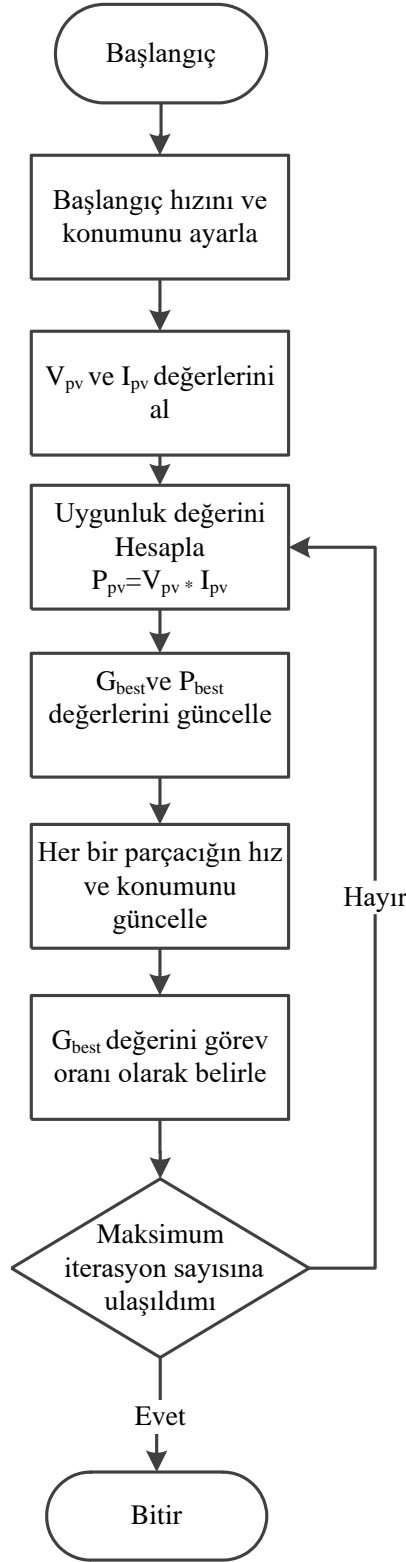 Başlangıç
Başlangıç hızını ve
konumunu ayarla
Vpv ve Ipv değerlerini
al
Uygunluk değerini
Hesapla
Ppv=Vpv * Ipv
Gbest ve Pbest
değerlerini güncelle
Her bir parçacığın hız
ve konumunu
güncelle
Hayır
Gbest değerini görev
oranı olarak belirle
Maksimum
iterasyon sayısına
ulaşıldımı
Evet
Bitir